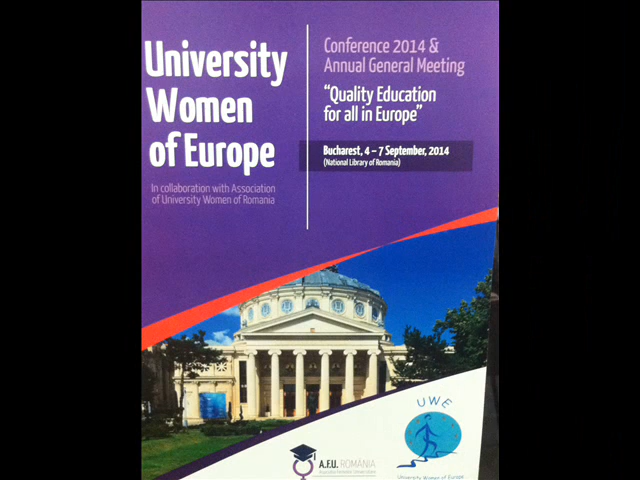 University
Women
of Europe
In collaboration with Association
of University Women of Romania
Conference 2014 &
Annual General Meeting
“Quality Education
for all in Europe”
Bucharest, 4 – 7 September, 2014
(National Library of Romania)
UWE
University Women of Europe
A.F.U. ROMÂNIA